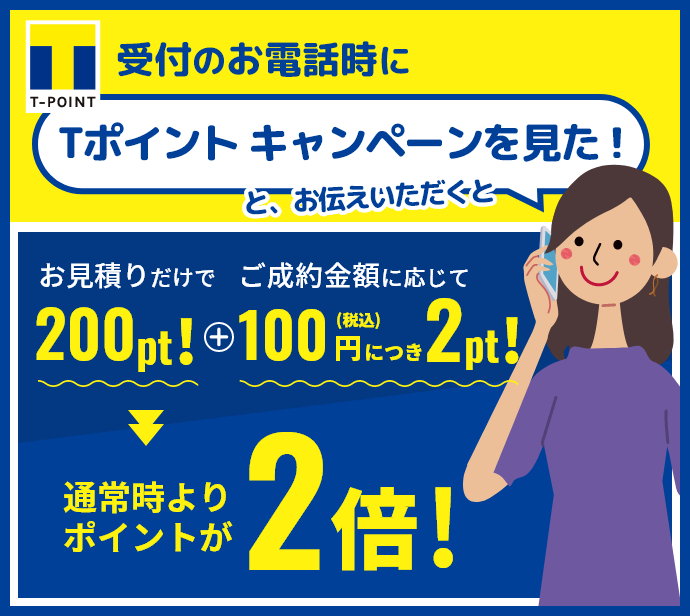 T-POINT
受付のお電話時に
Tポイント キャンペーンを見た!
と、お伝えいただくと
お見積りだけで ご成約金額に応じて
200pt! + 100円(税込)につき2pt!
通常時より
ポイントが
2倍!